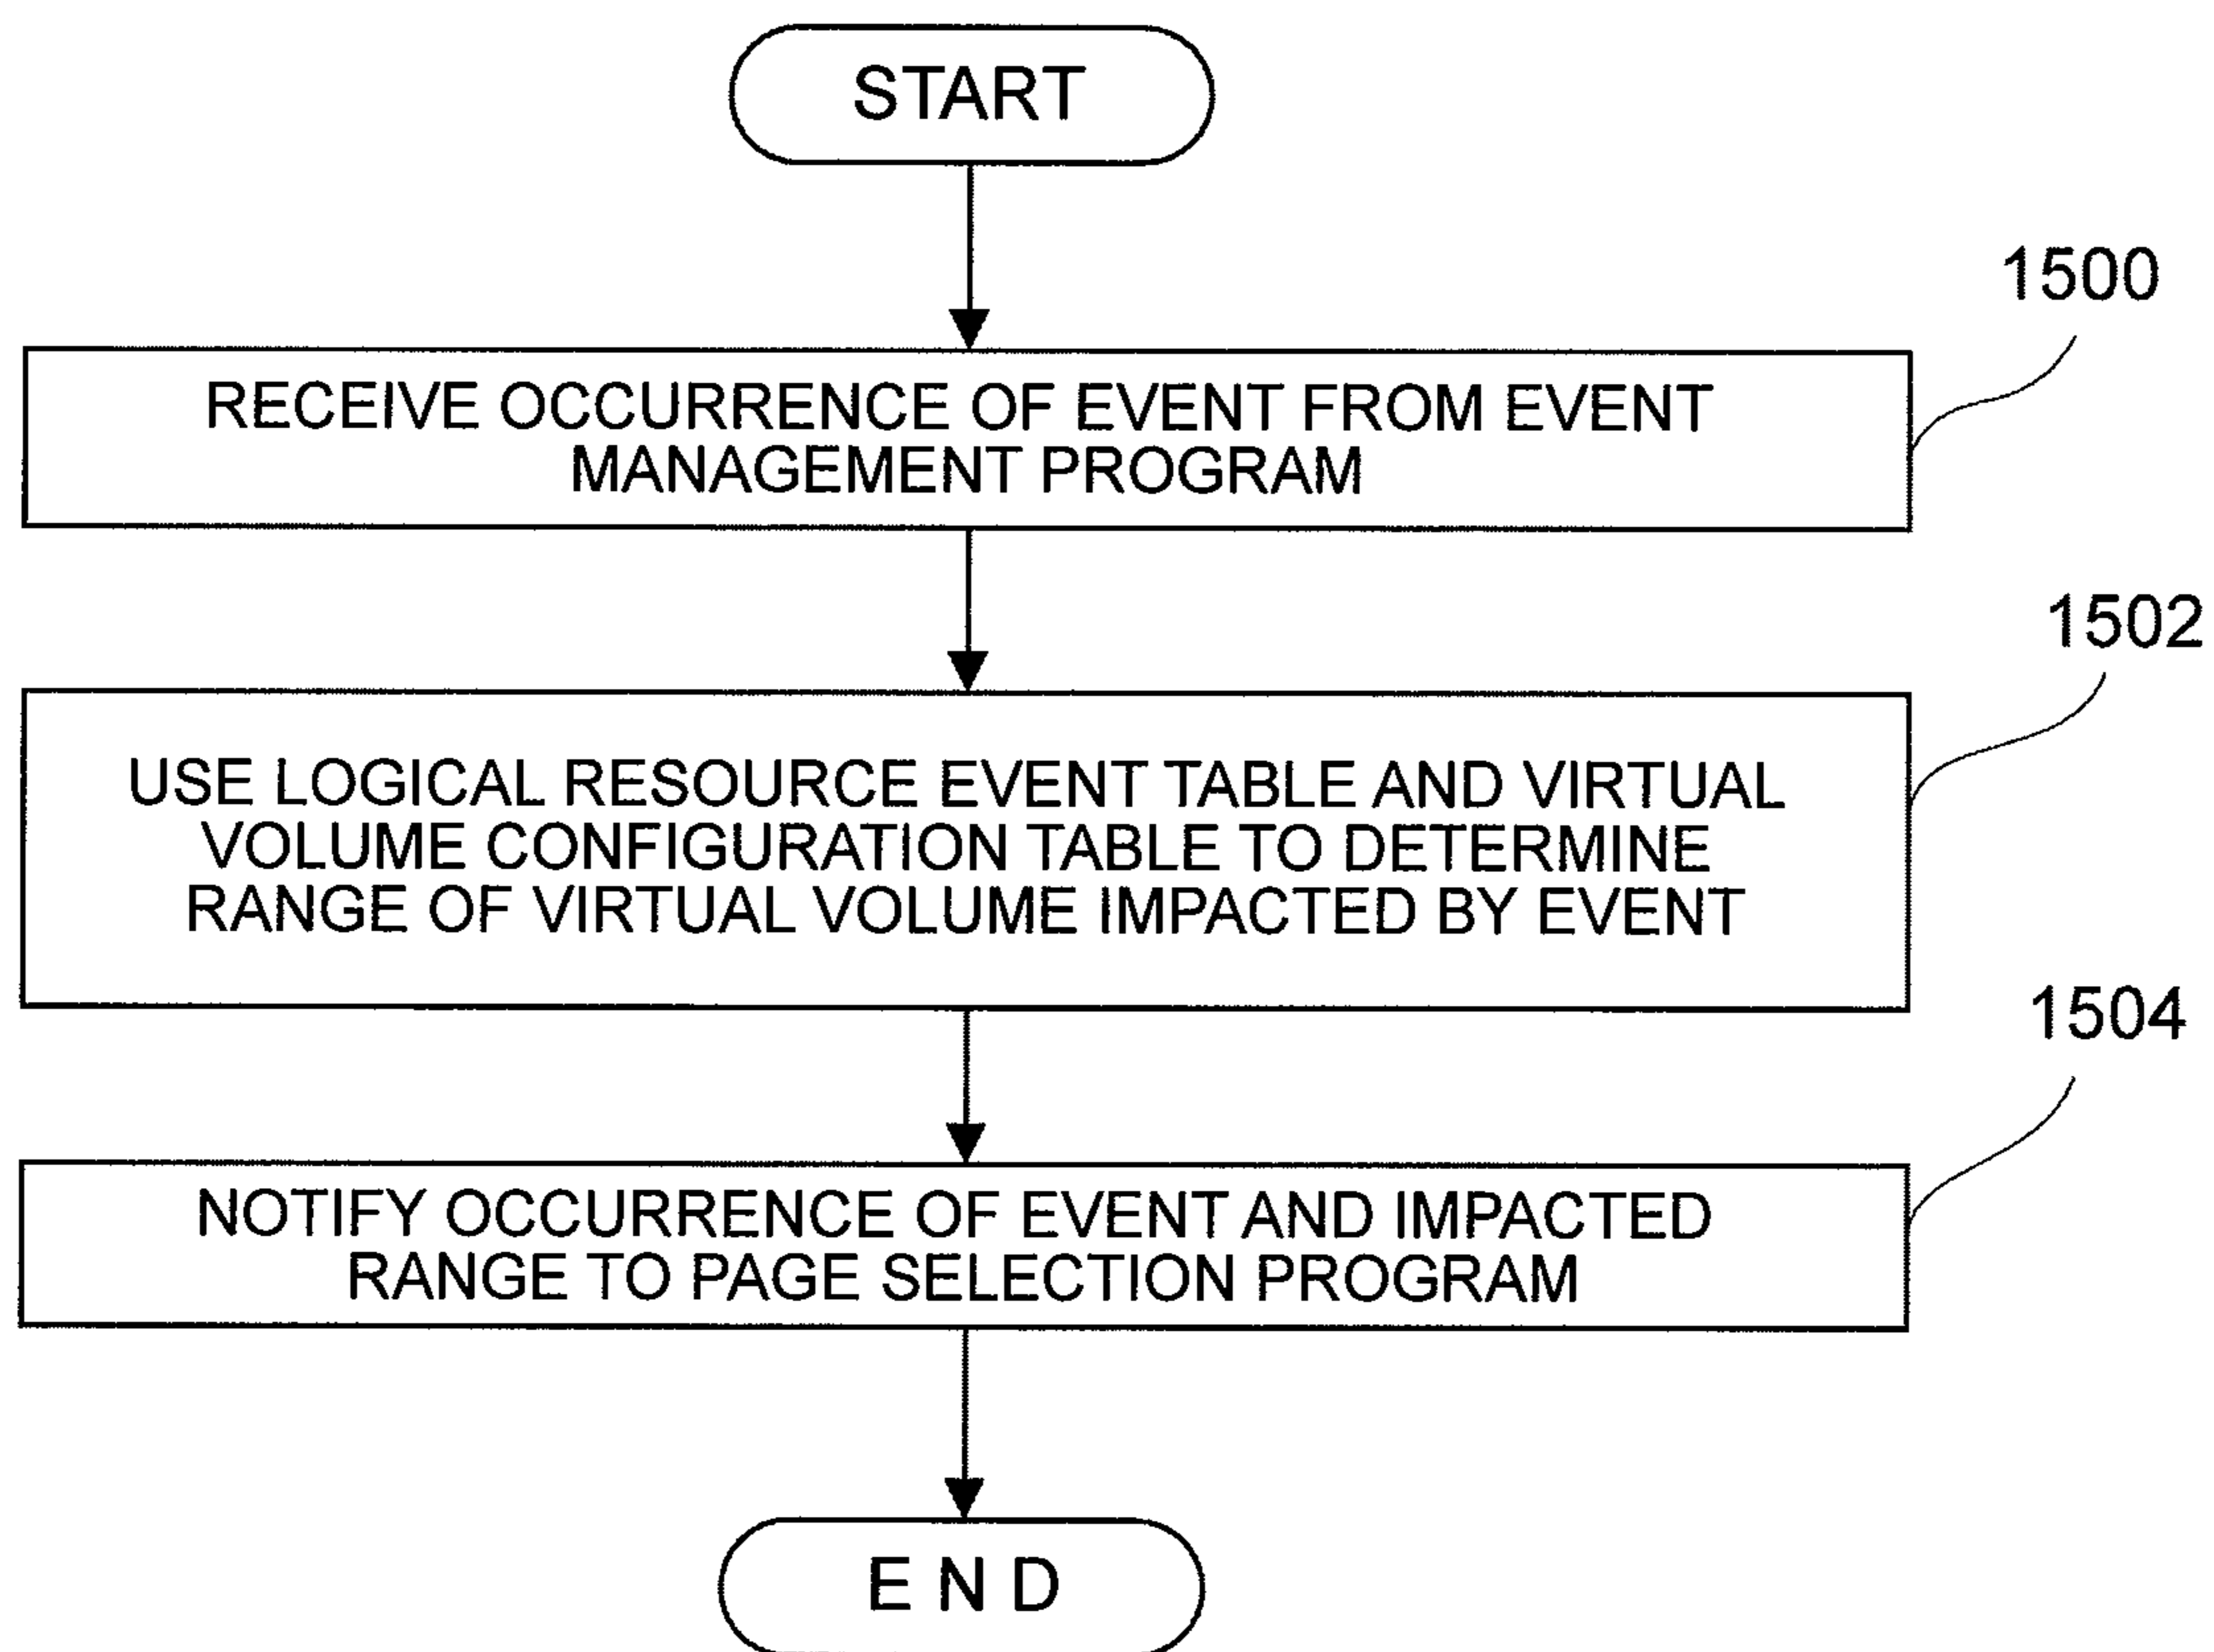 START
1500
RECEIVE OCCURRENCE OF EVENT FROM EVENT
MANAGEMENT PROGRAM
1502
USE LOGICAL RESOURCE EVENT TABLE AND VIRTUAL
VOLUME CONFIGURATION TABLE TO DETERMINE
RANGE OF VIRTUAL VOLUME IMPACTED BY EVENT
1504
NOTIFY OCCURRENCE OF EVENT AND IMPACTED
RANGE TO PAGE SELECTION PROGRAM
END